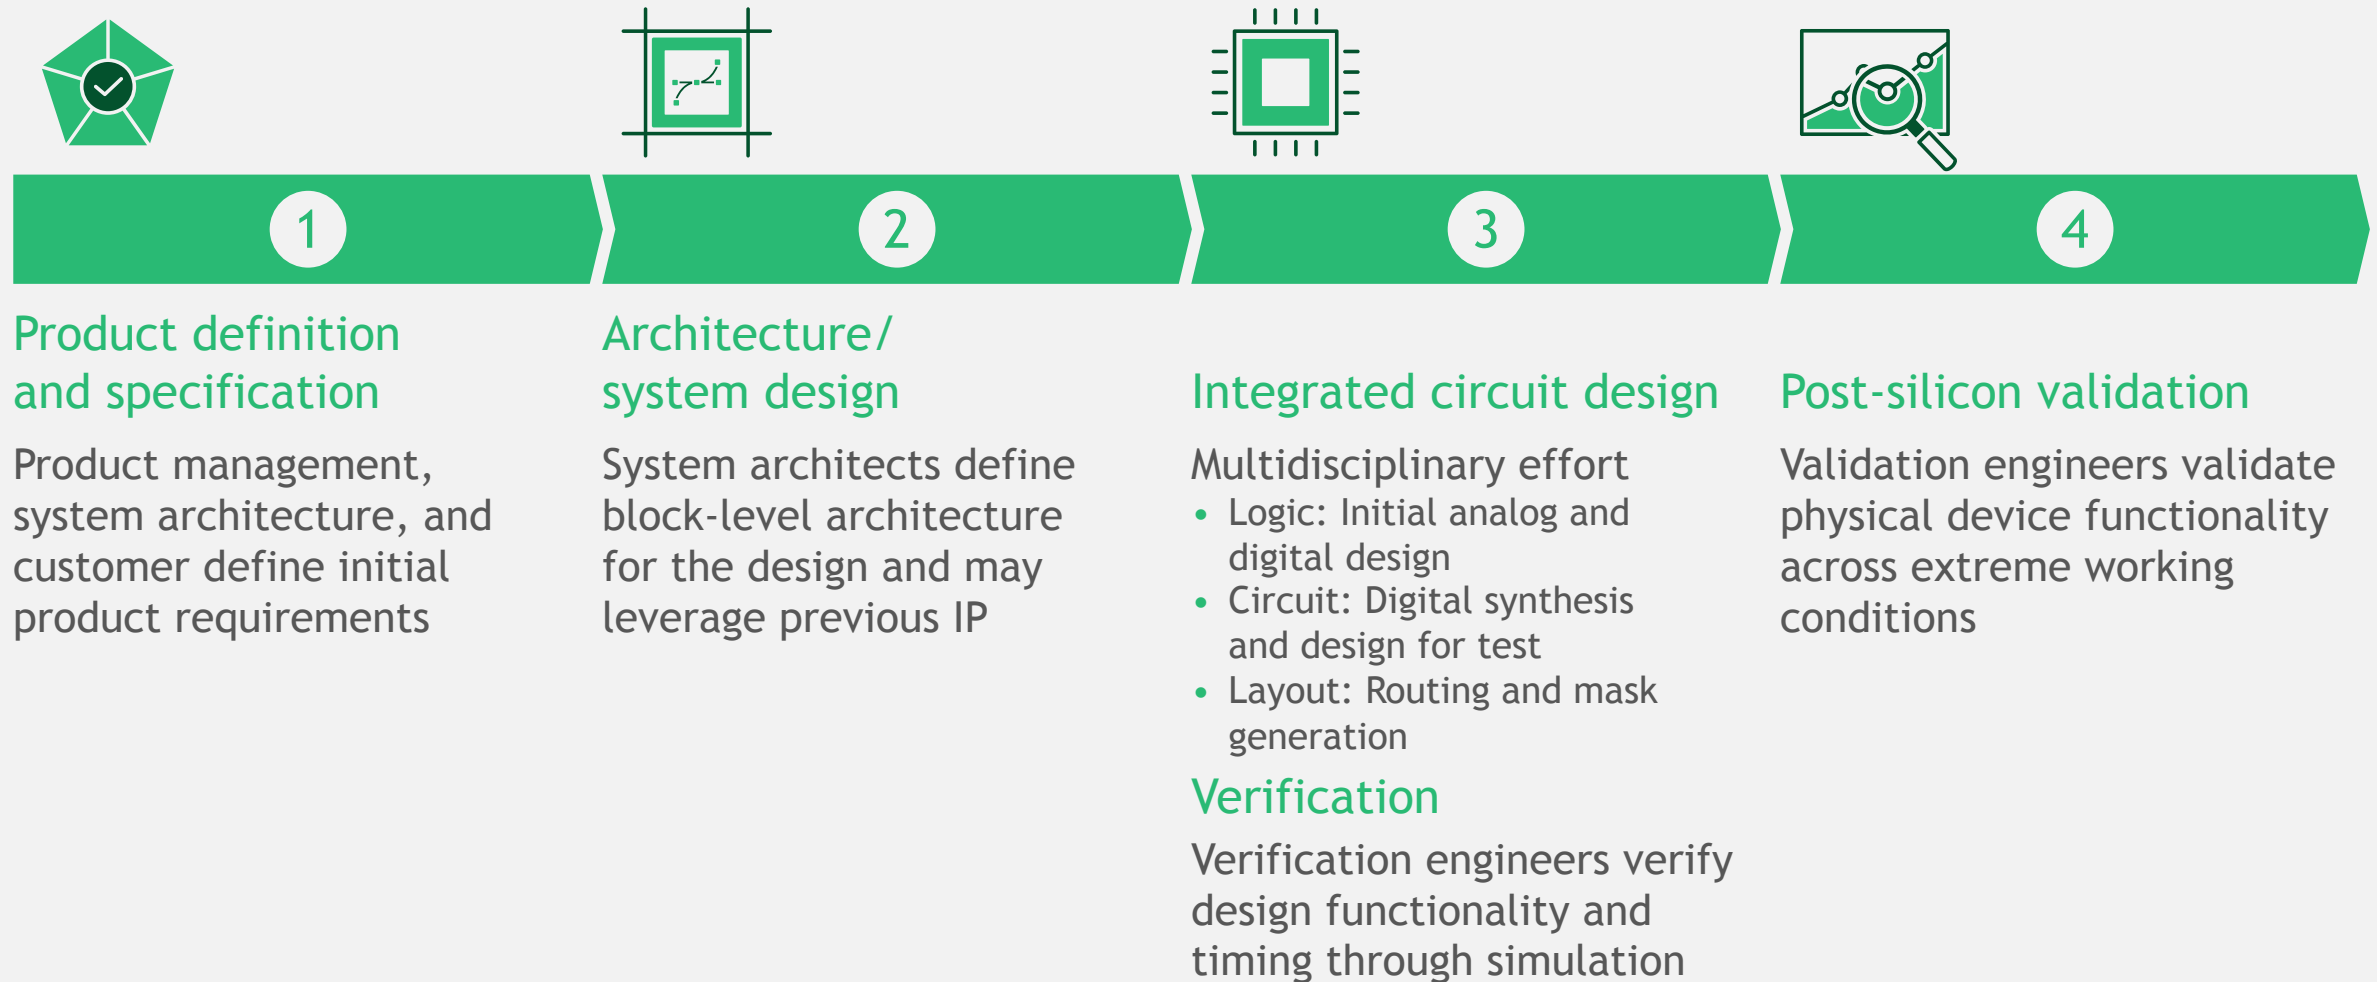 1
Product definition
and specification
Product management,
system architecture, and
customer define initial
product requirements
2
Architecture/
system design
System architects define
block-level architecture
for the design and may
leverage previous IP
3
Integrated circuit design
Multidisciplinary effort
• Logic: Initial analog and
digital design
• Circuit: Digital synthesis
and design for test
• Layout: Routing and mask
generation
Verification
Verification engineers verify
design functionality and
timing through simulation
4
Post-silicon validation
Validation engineers validate
physical device functionality
across extreme working
conditions